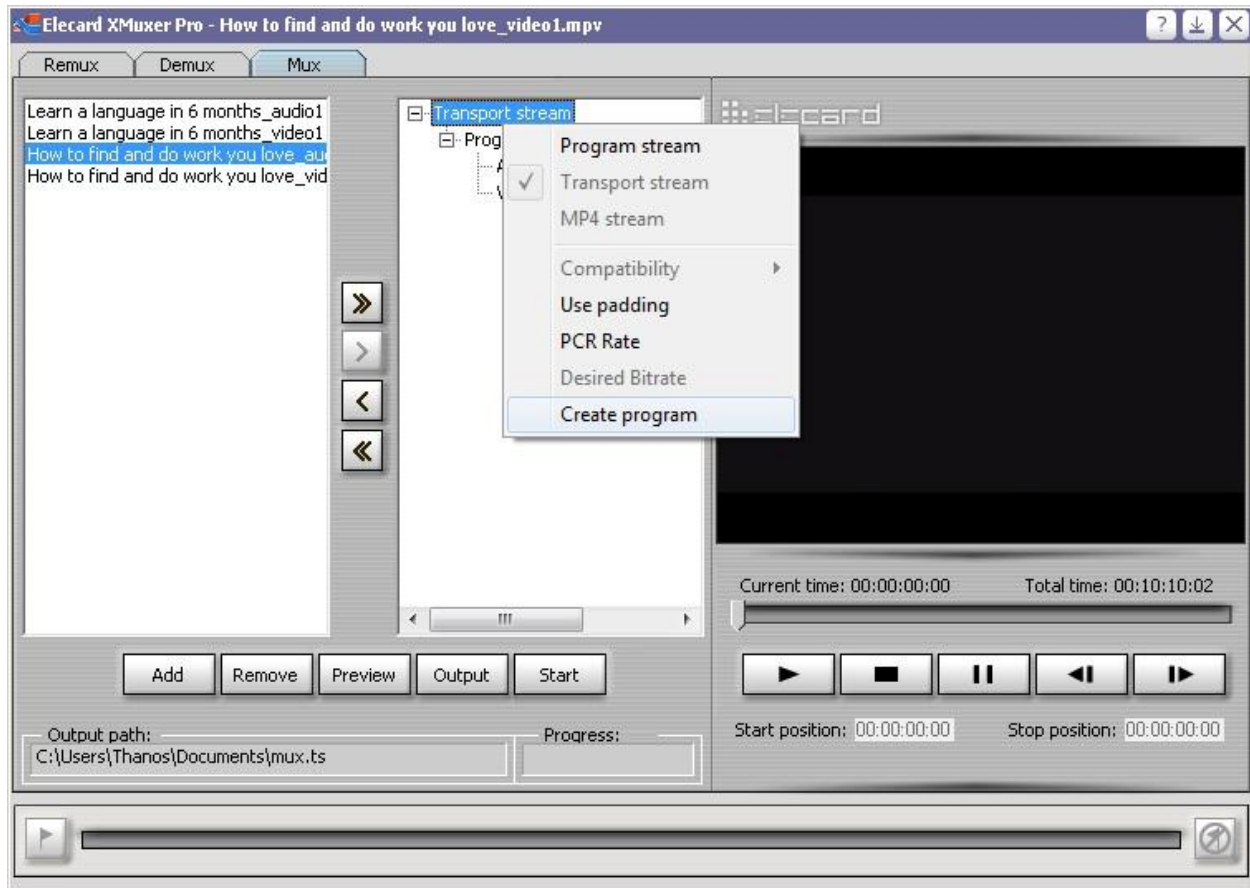 Elecard XMuxer Pro - How to find and do work you love_video1.mpv
Remux Demux Mux
Learn a language in 6 months_audio1
Learn a language in 6 months_video1
How to find and do work you love_au
How to find and do work you love_vid
Transport stream
Prog
elecard
Program stream
Transport stream
MP4 stream
Compatibility
Use padding
PCR Rate
Desired Bitrate
Create program
Current time: 00:00:00:00 Total time: 00:10:10:02
Add Remove Preview Output Start
Start position: 00:00:00:00 Stop position: 00:00:00:00
Output path: Progress:
C:\Users\Thanos\Documents\mux.ts